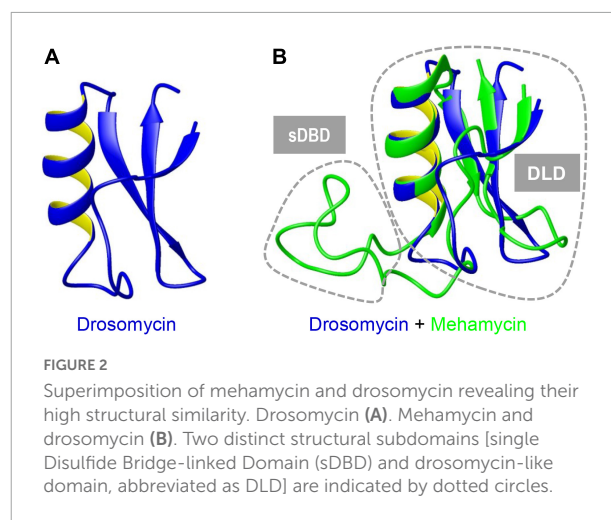 A
B
sDBD
DLD
Drosomycin
Drosomycin + Mehamycin
FIGURE 2
Superimposition of mehamycin and drosomycin revealing their
high structural similarity. Drosomycin (A). Mehamycin and
drosomycin (B). Two distinct structural subdomains [single
Disulfide Bridge-linked Domain (sDBD) and drosomycin-like
domain, abbreviated as DLD] are indicated by dotted circles.